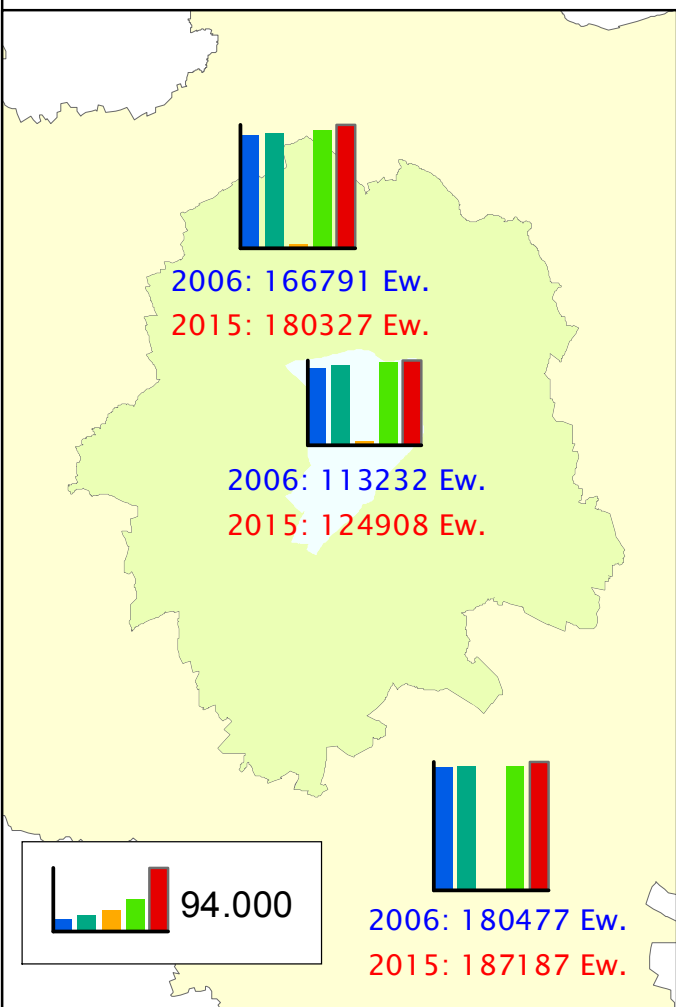 2006: 166791 Ew.
2015: 180327 Ew.
2006: 113232 Ew.
2015: 124908 Ew.
94.000
2006: 180477 Ew.
2015: 187187 Ew.